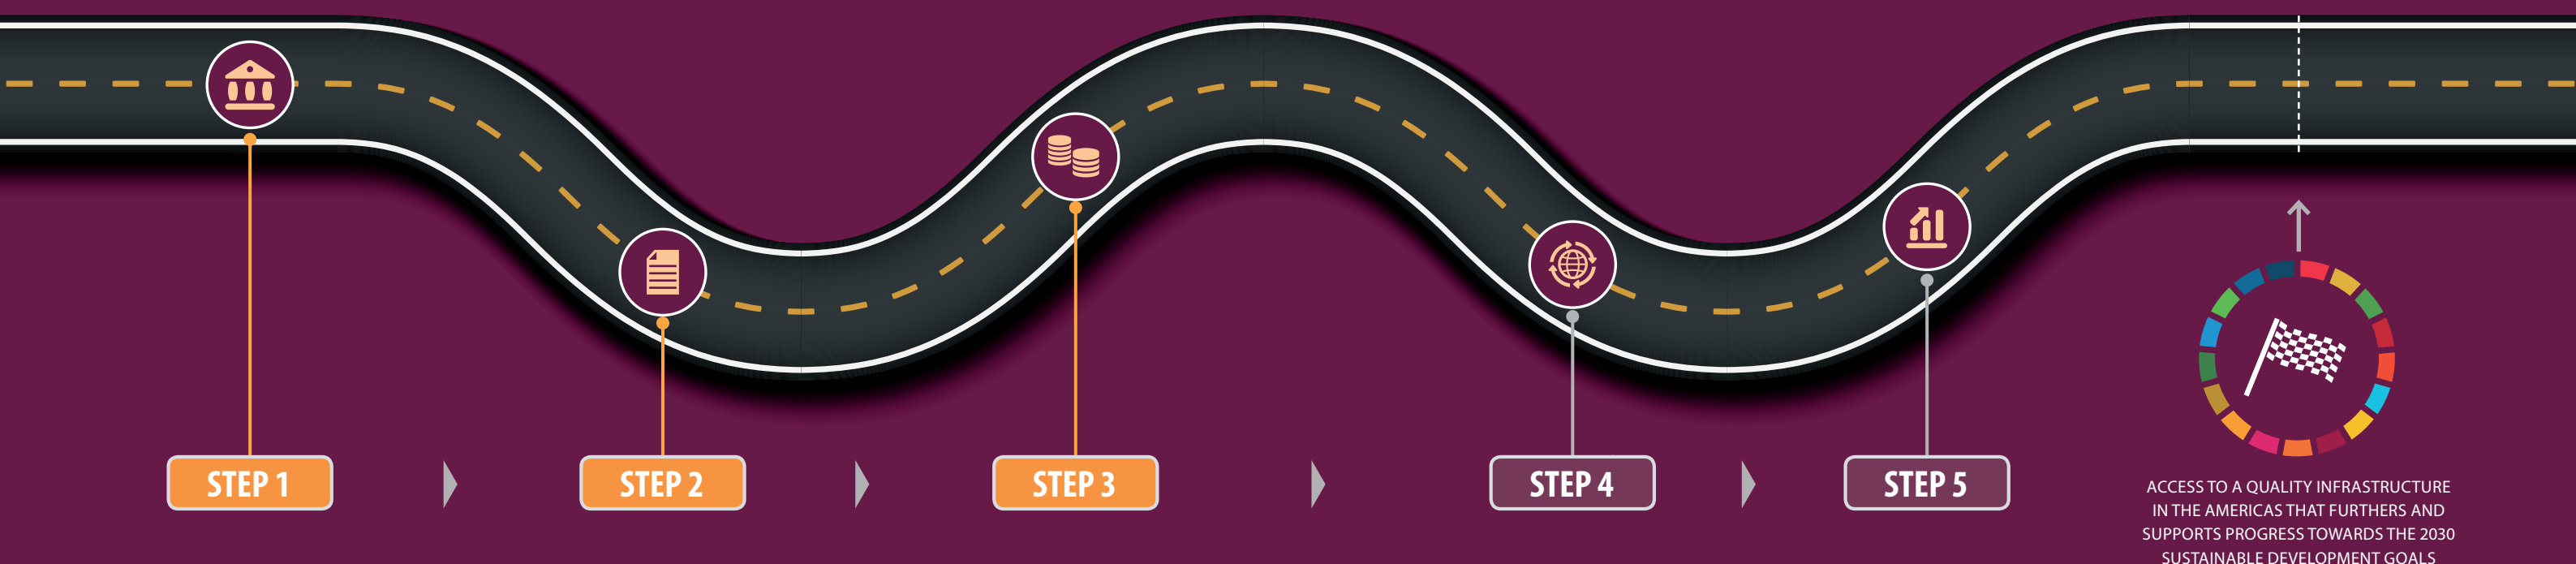 STEP 1
STEP 2
STEP 3
STEP 4
STEP 5
ACCESS TO A QUALITY INFRASTRUCTURE
IN THE AMERICAS THAT FURTHERS AND
SUPPORTS PROGRESS TOWARDS THE 2030
SUSTAINABLE DEVELOPMENT GOALS